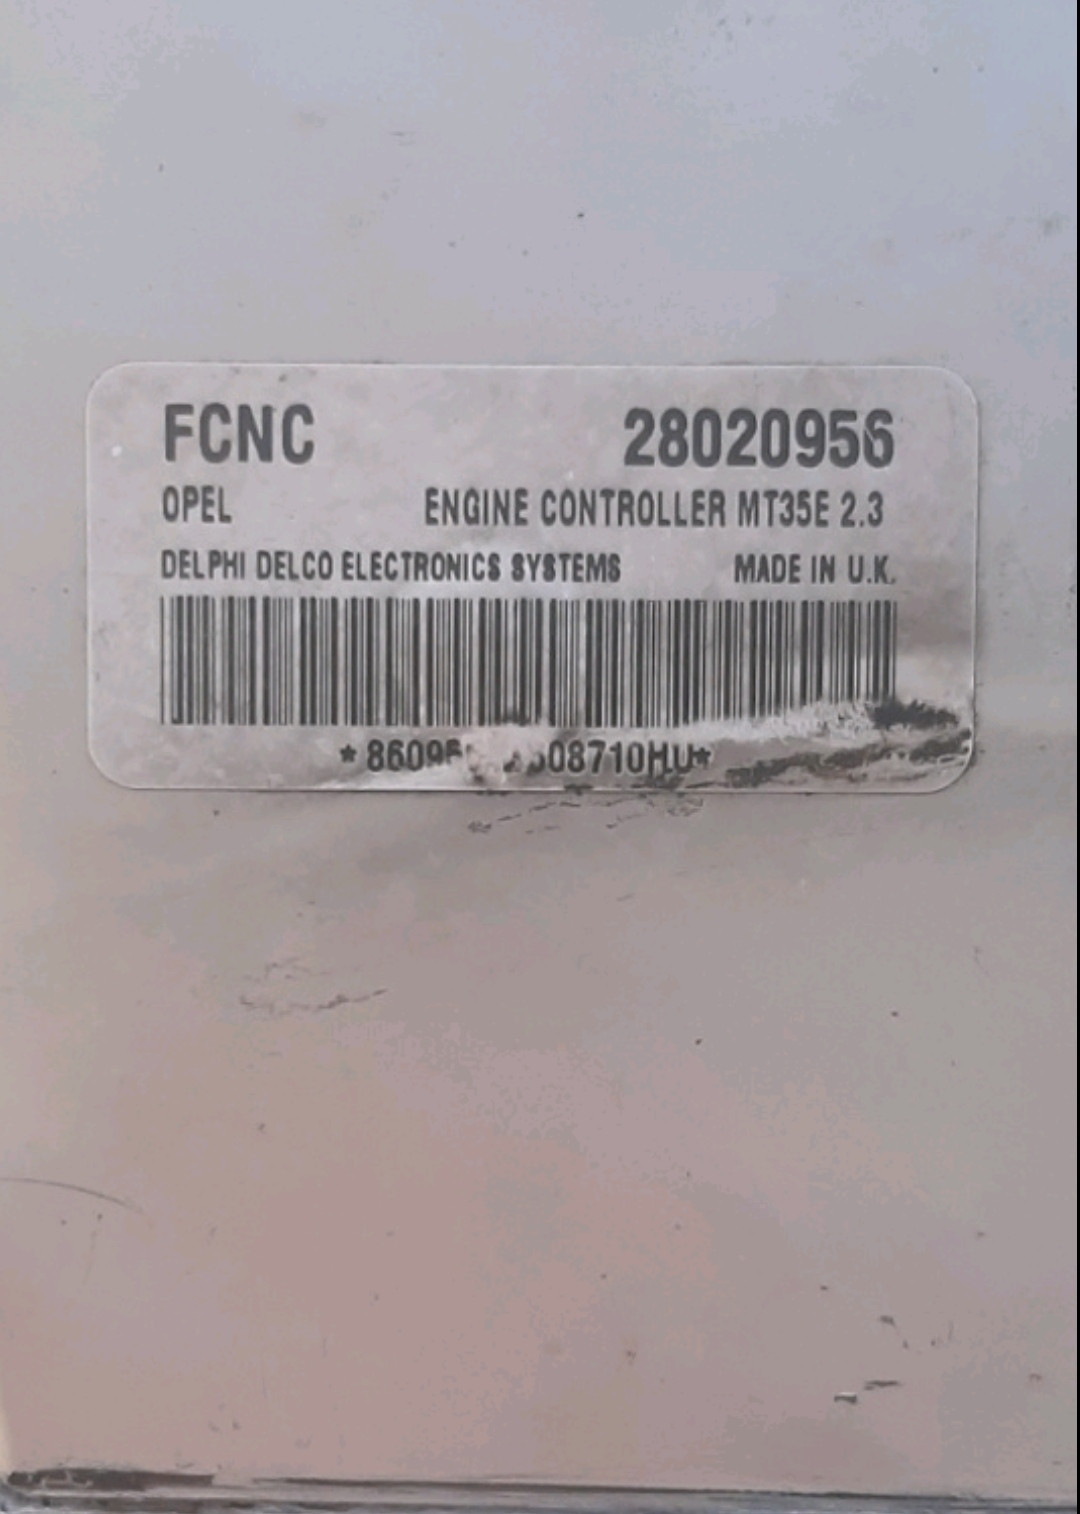 FCNC 28020956
OPEL ENGINE CONTROLLER MT35E 2.3
DELPHI DELCO ELECTRONICS SYSTEMS MADE IN U.K.